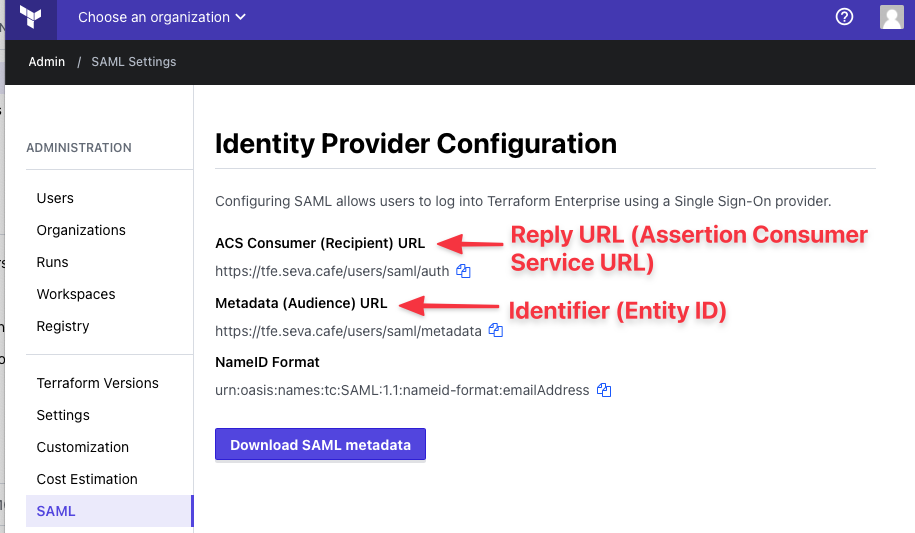 Choose an organization
Admin / SAML Settings
ADMINISTRATION
Users
Organizations
Runs
Workspaces
Registry
Terraform Versions
Settings
Customization
Cost Estimation
SAML
Identity Provider Configuration
Configuring SAML allows users to log into Terraform Enterprise using a Single Sign-On provider.
ACS Consumer (Recipient) URL
Reply URL (Assertion Consumer
Service URL)
https://tfe.seva.cafe/users/saml/auth
Metadata (Audience) URL
Identifier (Entity ID)
https://tfe.seva.cafe/users/saml/metadata
NameID Format
urn:oasis:names:tc:SAML:1.1:nameid-format:emailAddress
Download SAML metadata